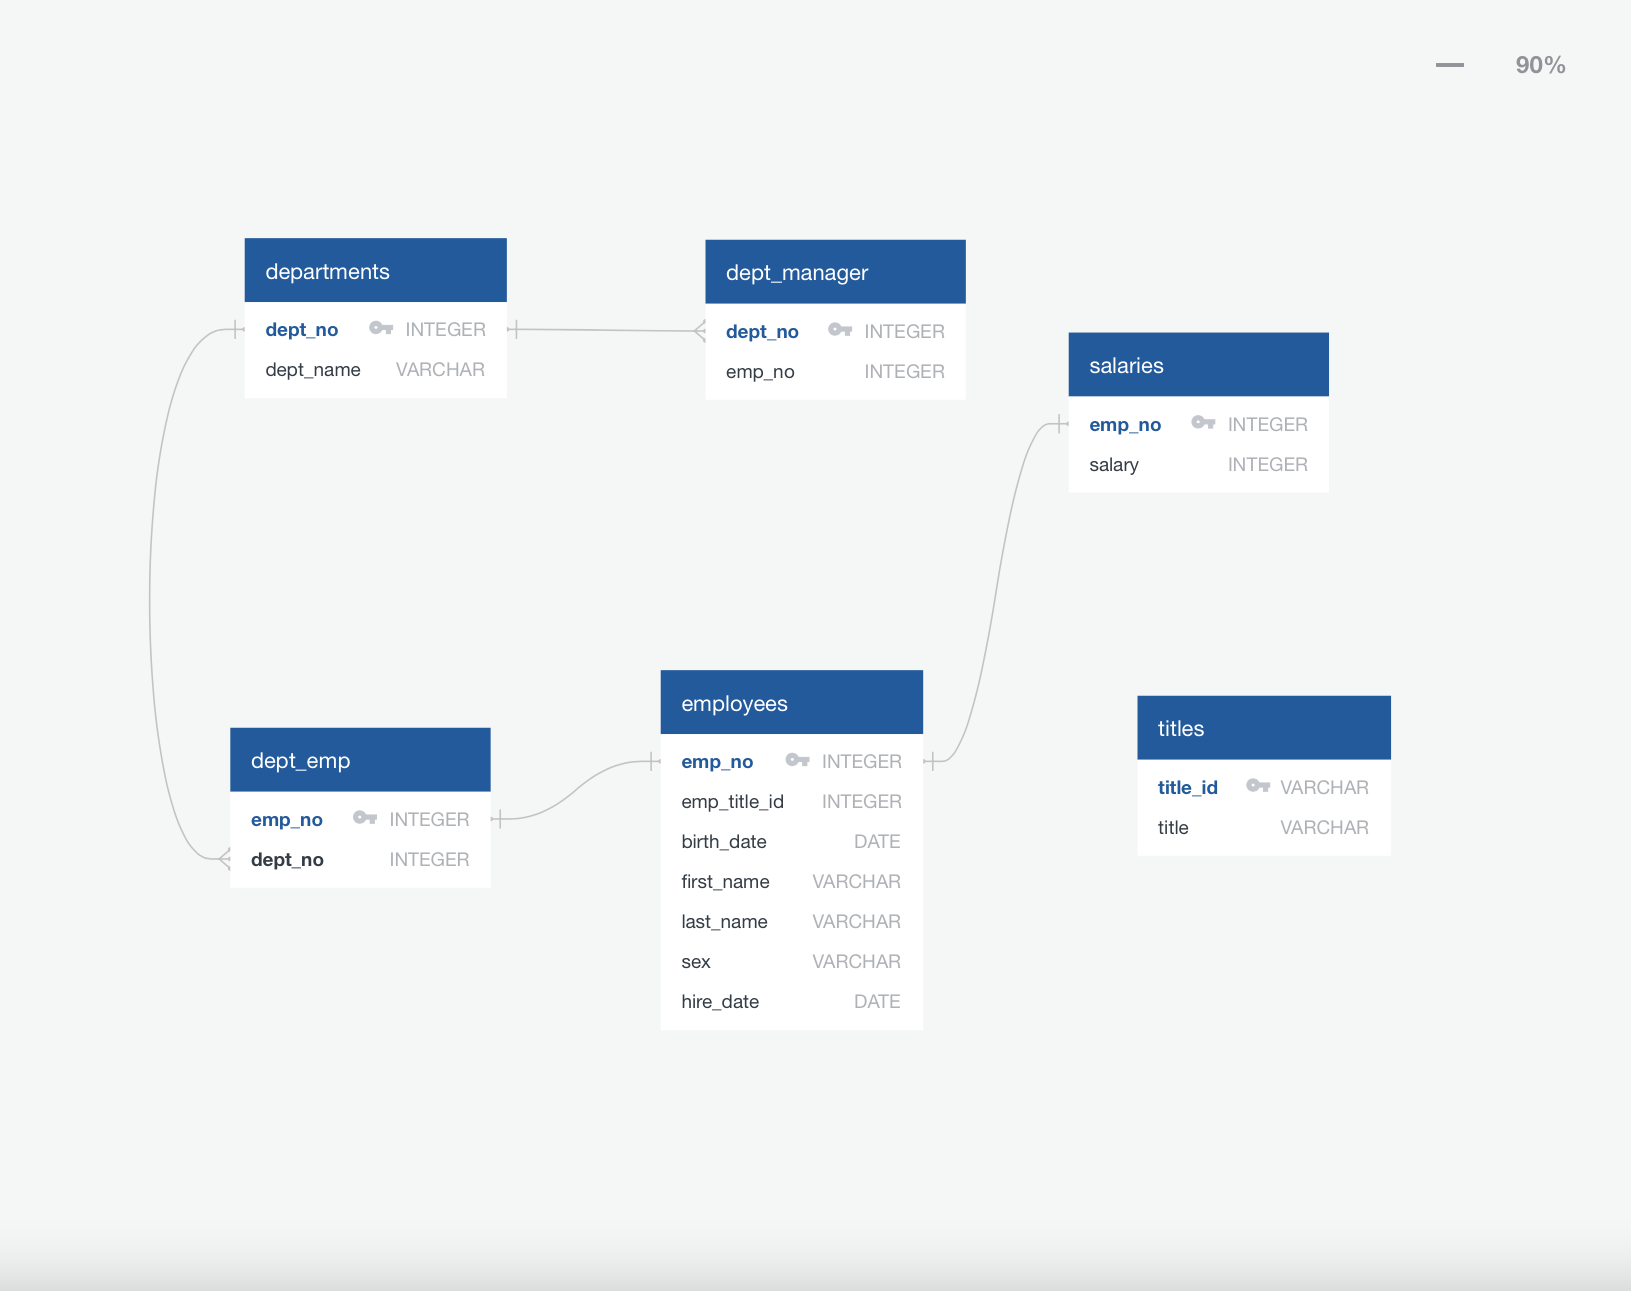 90%
departments
dept_no INTEGER
dept_name VARCHAR
dept_manager
dept_no INTEGER
emp_no INTEGER
salaries
emp_no INTEGER
salary INTEGER
dept_emp
emp_no INTEGER
dept_no INTEGER
employees
emp_no INTEGER
emp_title_id INTEGER
birth_date DATE
first_name VARCHAR
last_name VARCHAR
sex VARCHAR
hire_date DATE
titles
title_id VARCHAR
title VARCHAR